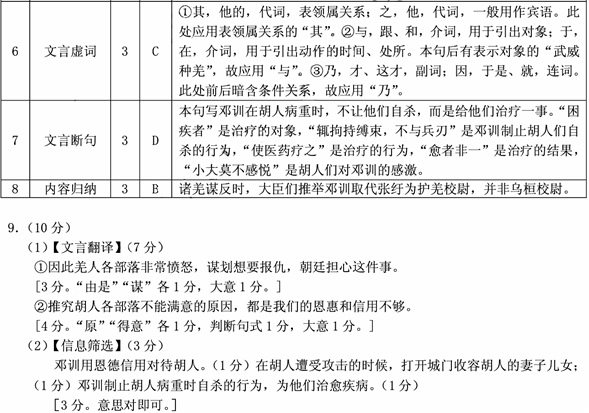 ①其，他的，代词，表领属关系；之，他，代词，一般用作宾语。此
处应用表领属关系的“其”。②与，跟、和，介词，用于引出对象；于，
6 文言虚词 3 C 在，介词，用于引出动作的时间、处所。本句后有表示对象的“武威
种羌”，故应用“与”。③乃，才、这才，副词；因，于是、就，连词。
此处前后暗含条件关系，故应用“乃”。
本句写邓训在胡人病重时，不让他们自杀，而是给他们治疗一事。“困
疾者”是治疗的对象，“辄拘持缚束，不与兵刃”是邓训制止胡人们自
7 文言断句 3 D 杀的行为，“使医药疗之”是治疗的行为，“愈者非一”是治疗的结果，
“小大莫不感悦”是胡人们对邓训的感激。
8 内容归纳 3 B 诸羌谋反时，大臣们推举邓训取代张纡为护羌校尉，并非乌桓校尉。
9．（10 分）
（1）【文言翻译】（7 分）
①因此羌人各部落非常愤怒，谋划想要报仇，朝廷担心这件事。
[3 分。“由是”“谋”各 1 分，大意 1 分。]
②推究胡人各部落不能满意的原因，都是我们的恩惠和信用不够。
[4 分。“原”“得意”各 1 分，判断句式 1 分，大意 1 分。]
（2）【信息筛选】（3 分）
邓训用恩德信用对待胡人。（1 分）在胡人遭受攻击的时候，打开城门收容胡人的妻子儿女；
（1 分）邓训制止胡人病重时自杀的行为，为他们治愈疾病。（1 分）
[3 分。意思对即可。]